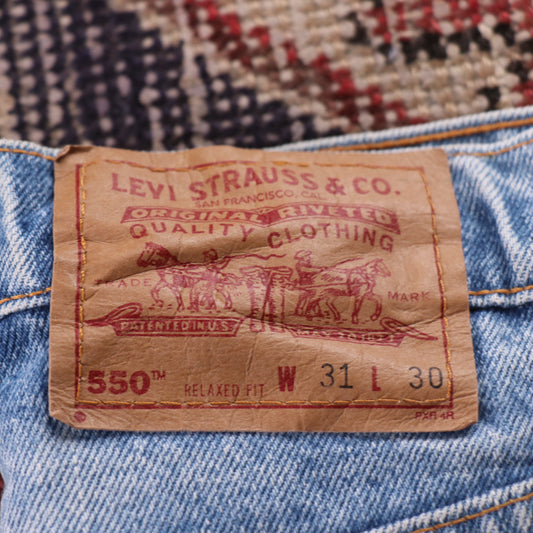 LEVI STRAUSS & CO.
SAN FRANCISCO, CAL.
ORIGINAL RIVETED
QUALITY CLOTHING
TRADE MARK
PATENTED IN U.S.
550™ RELAXED FIT W 31 L 30